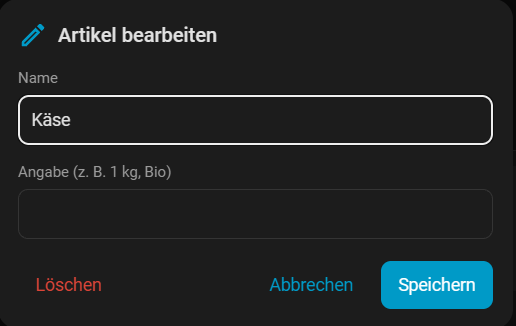 Artikel bearbeiten
Name
Käse
Angabe (z. B. 1 kg, Bio)
Löschen Abbrechen Speichern